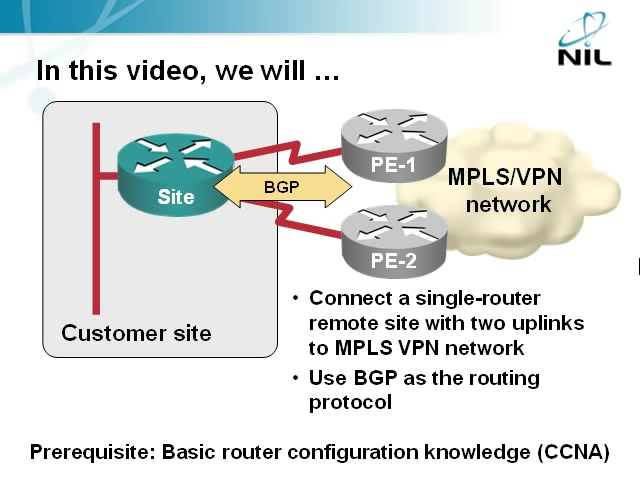 NIL
In this video, we will …
PE-1
MPLS/VPN
network
BGP
Site
PE-2
Customer site
• Connect a single-router
remote site with two uplinks
to MPLS VPN network
• Use BGP as the routing
protocol
Prerequisite: Basic router configuration knowledge (CCNA)